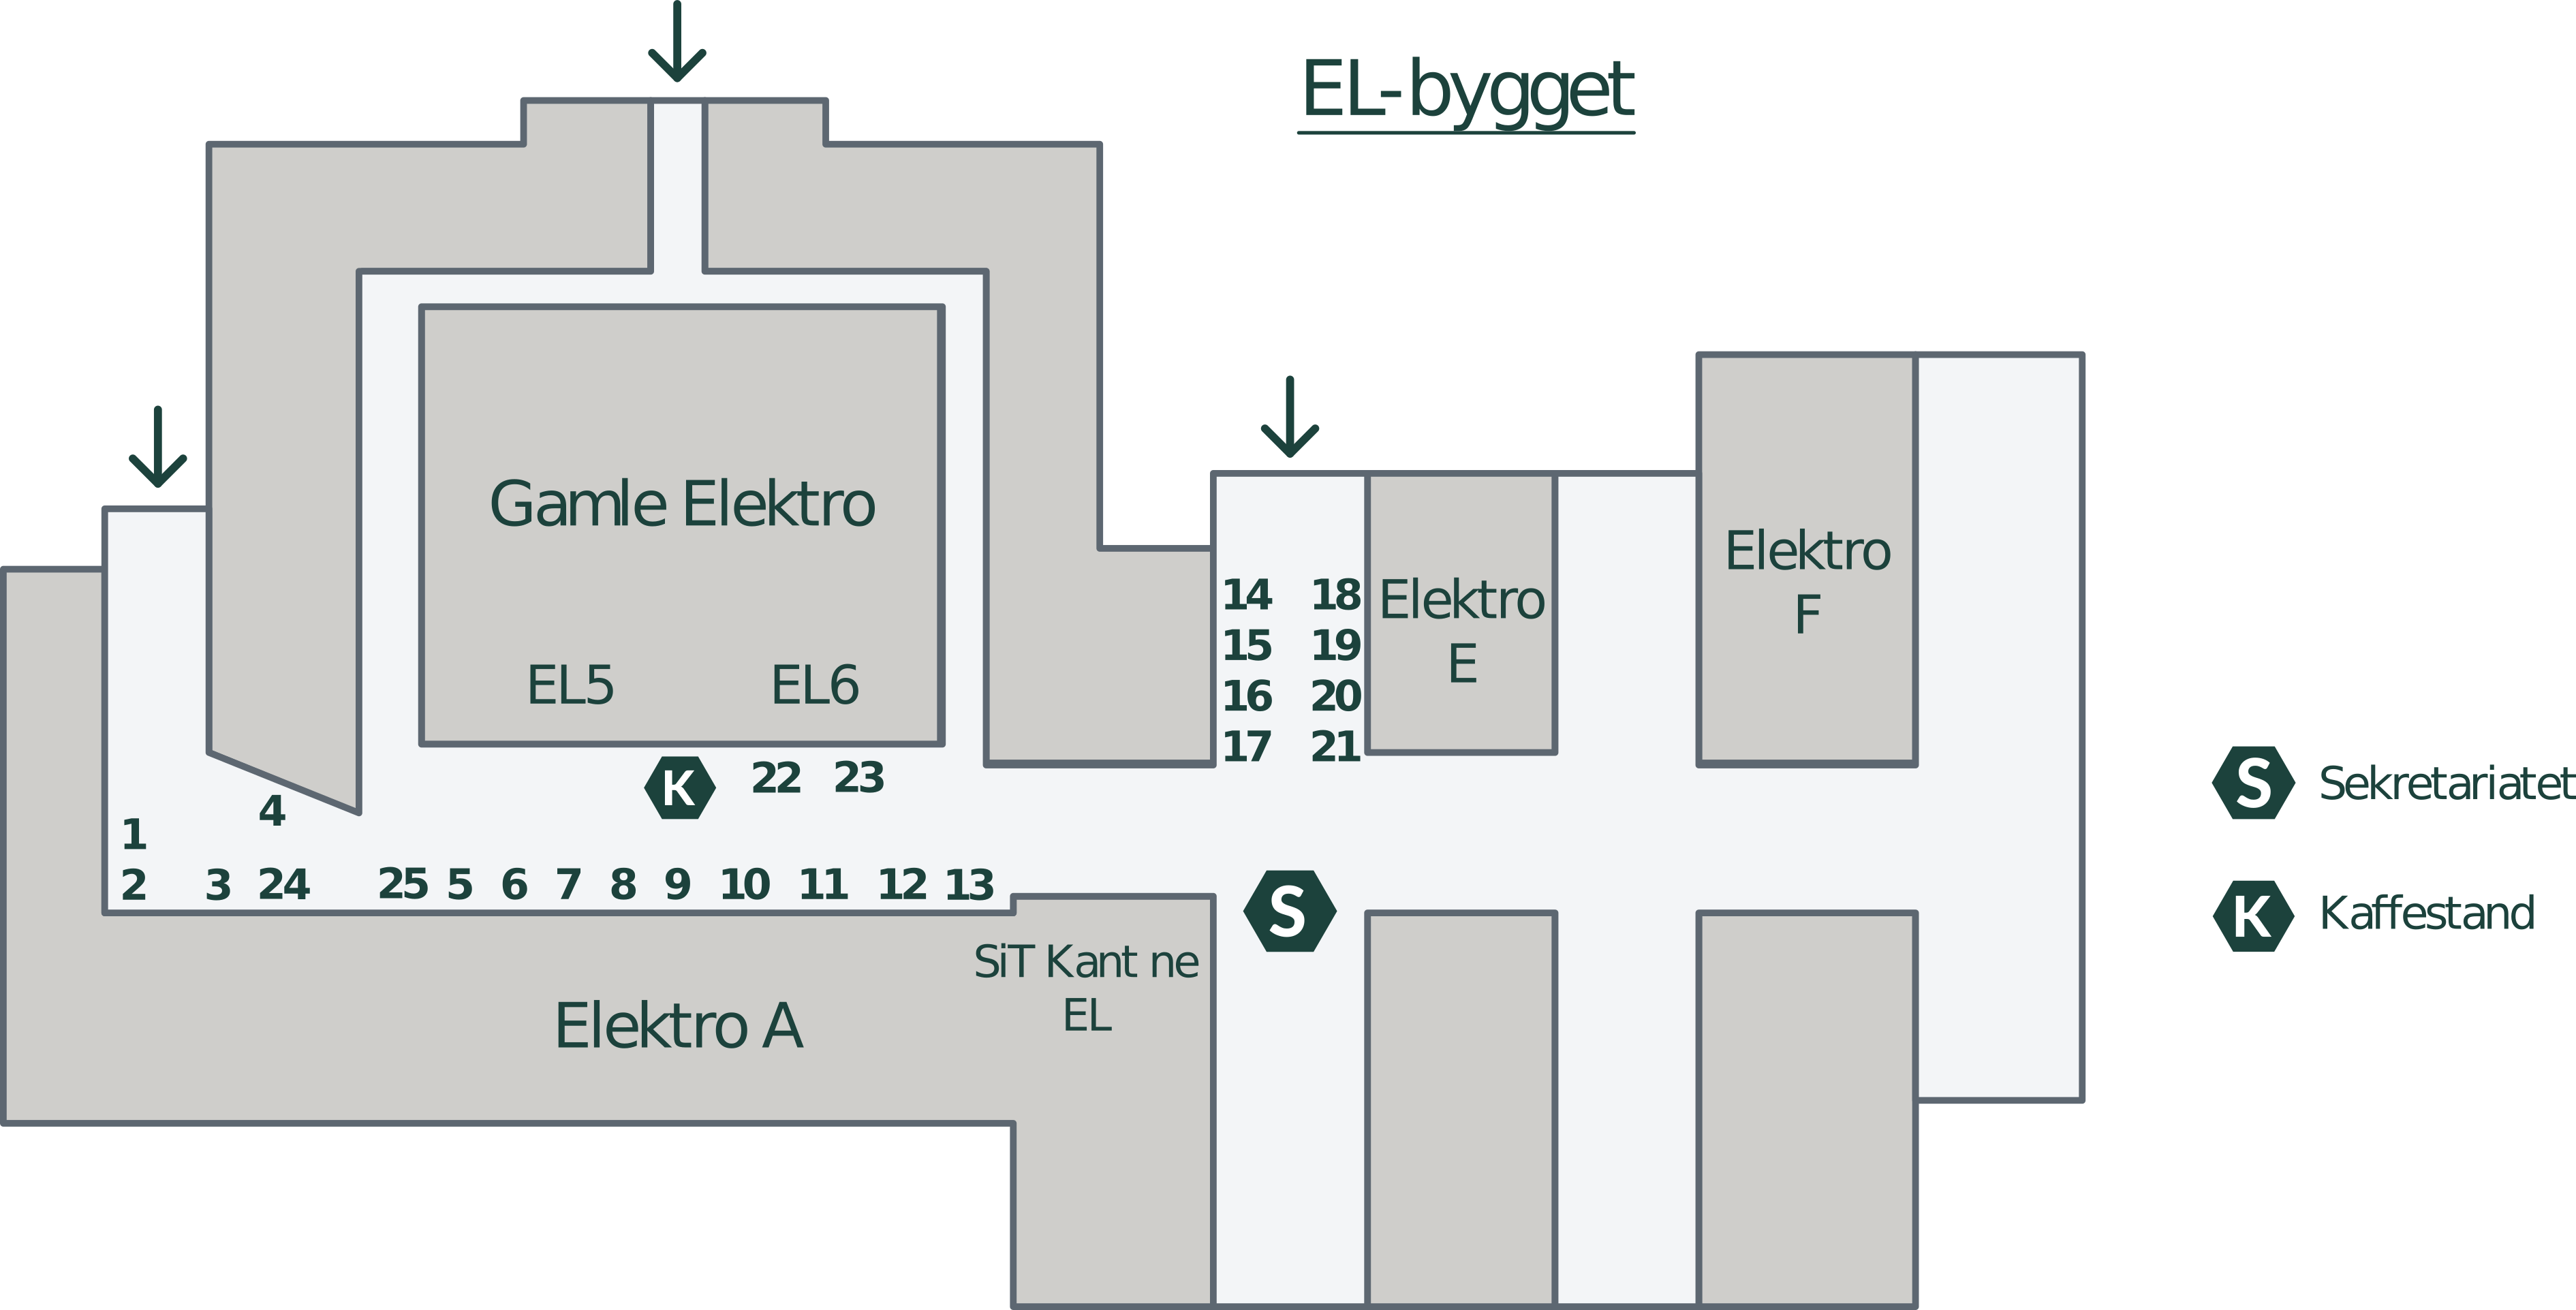 EL-bygget
Gamle Elektro
EL5 EL6
Elektro
E
Elektro
F
14 18
15 19
16 20
17 21
K 22 23
4
1
2 3 24 25 5 6 7 8 9 10 11 12 13
S
SiT Kant ne
EL
Elektro A
S Sekretariatet
K Kaffestand